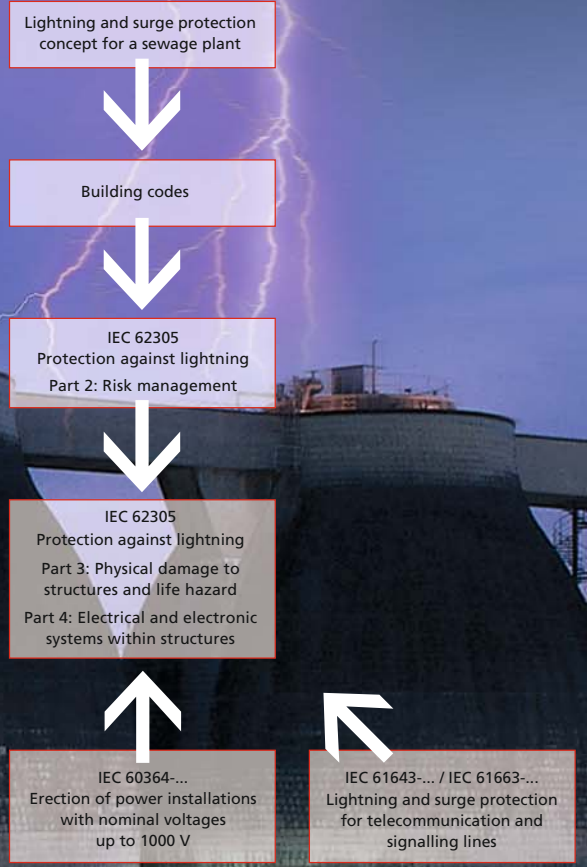 Lightning and surge protection
concept for a sewage plant
Building codes
IEC 62305
Protection against lightning
Part 2: Risk management
IEC 62305
Protection against lightning
Part 3: Physical damage to
structures and life hazard
Part 4: Electrical and electronic
systems within structures
IEC 60364-...
Erection of power installations
with nominal voltages
up to 1000 V
IEC 61643-... / IEC 61663-...
Lightning and surge protection
for telecommunication and
signalling lines